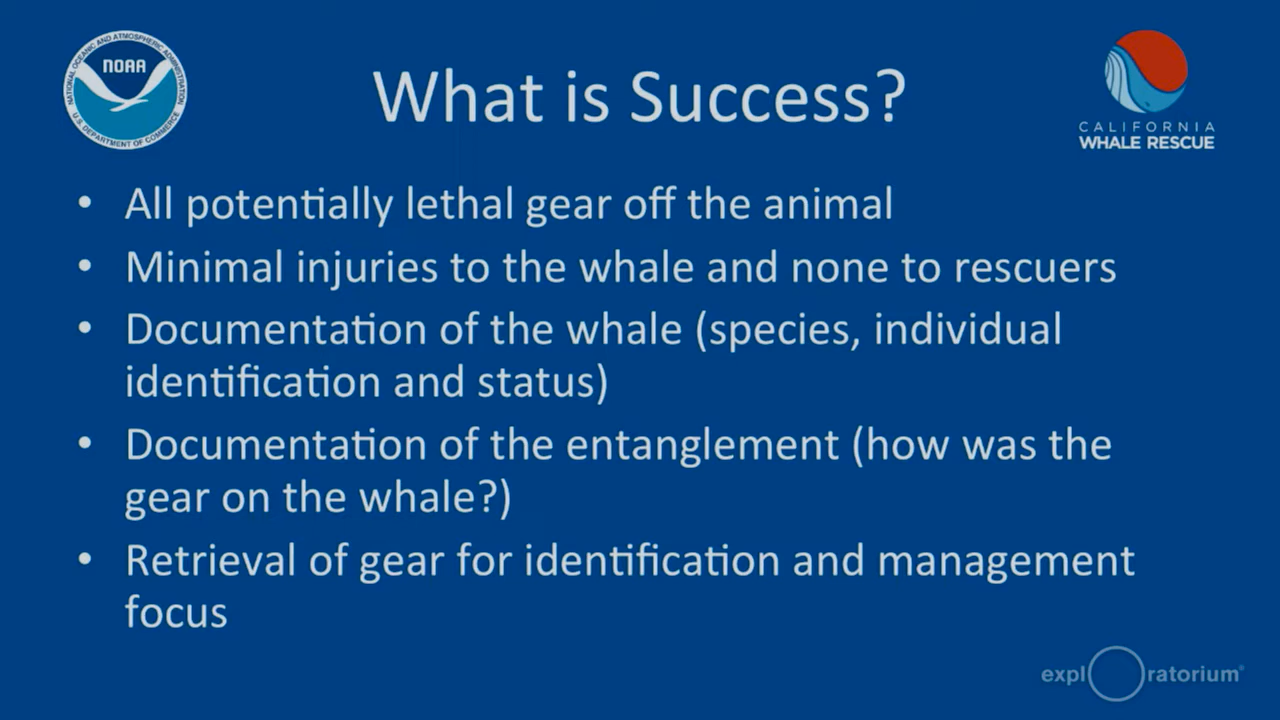 NATIONAL OCEANIC AND ATMOSPHERIC ADMINISTRATION
NOAA
U.S. DEPARTMENT OF COMMERCE
What is Success?
CALIFORNIA
WHALE RESCUE
• All potentially lethal gear off the animal
• Minimal injuries to the whale and none to rescuers
• Documentation of the whale (species, individual
identification and status)
• Documentation of the entanglement (how was the
gear on the whale?)
• Retrieval of gear for identification and management
focus
expl ratorium®